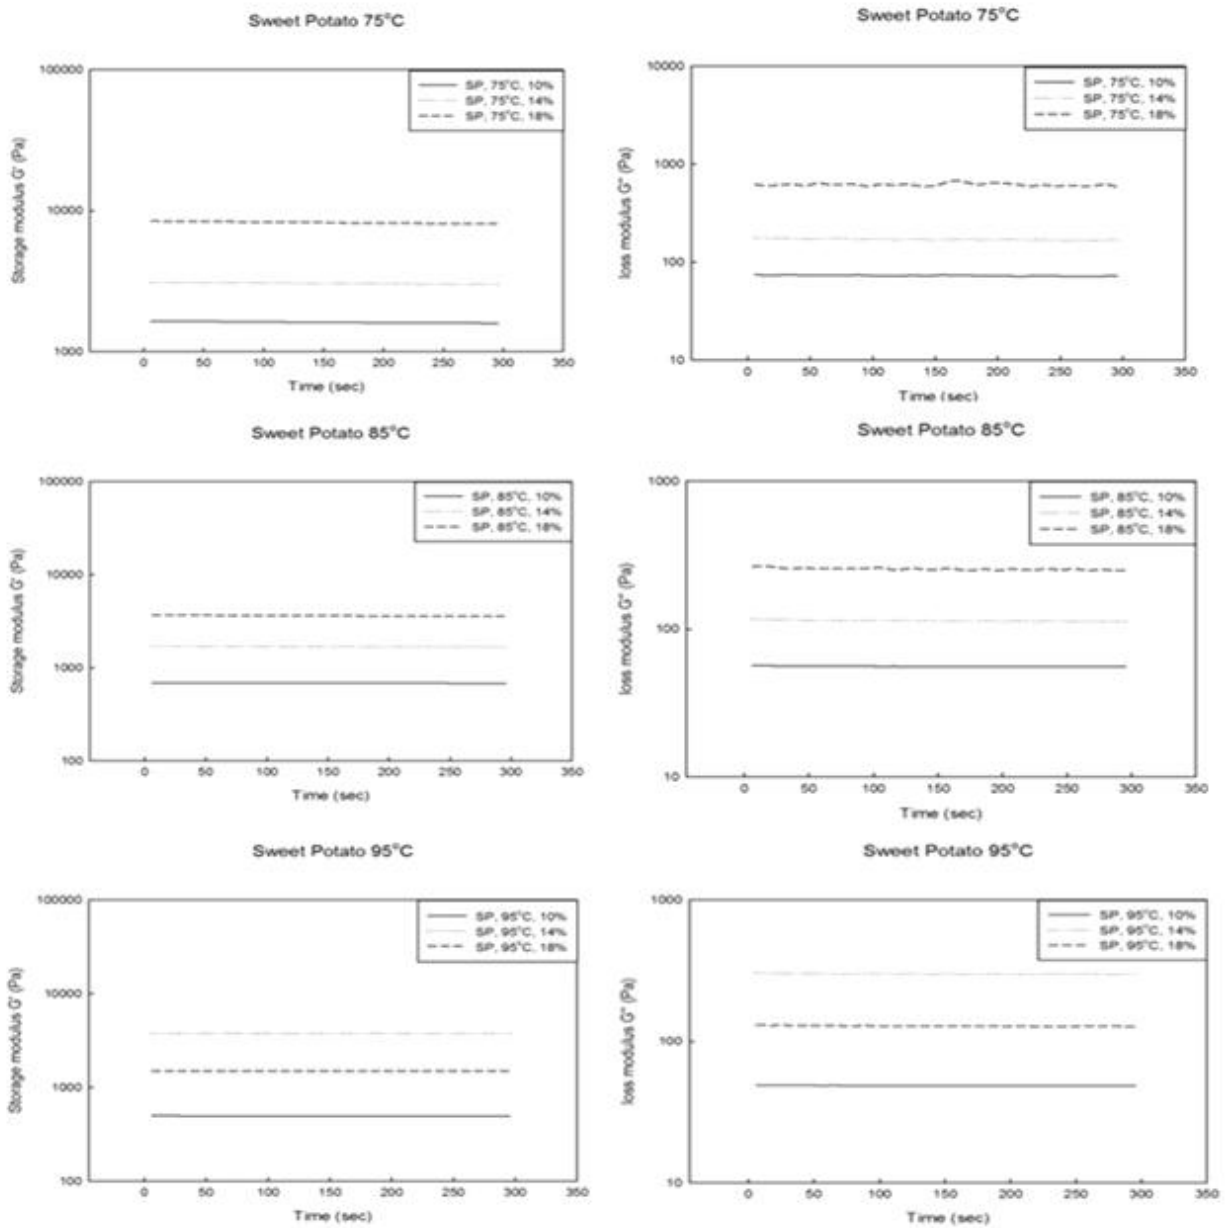 Sweet Potato 75°C
100000
10000
1000
Storage modulus G' (Pa)
SP, 75°C, 10%
SP, 75°C, 14%
SP, 75°C, 18%
0 50 100 150 200 250 300 350
Time (sec)
Sweet Potato 75°C
10000
1000
100
10
loss modulus G'' (Pa)
SP, 75°C, 10%
SP, 75°C, 14%
SP, 75°C, 18%
0 50 100 150 200 250 300 350
Time (sec)
Sweet Potato 85°C
100000
10000
1000
100
Storage modulus G' (Pa)
SP, 85°C, 10%
SP, 85°C, 14%
SP, 85°C, 18%
0 50 100 150 200 250 300 350
Time (sec)
Sweet Potato 85°C
1000
100
10
loss modulus G'' (Pa)
SP, 85°C, 10%
SP, 85°C, 14%
SP, 85°C, 18%
0 50 100 150 200 250 300 350
Time (sec)
Sweet Potato 95°C
100000
10000
1000
100
Storage modulus G' (Pa)
SP, 95°C, 10%
SP, 95°C, 14%
SP, 95°C, 18%
0 50 100 150 200 250 300 350
Time (sec)
Sweet Potato 95°C
1000
100
10
loss modulus G'' (Pa)
SP, 95°C, 10%
SP, 95°C, 14%
SP, 95°C, 18%
0 50 100 150 200 250 300 350
Time (sec)